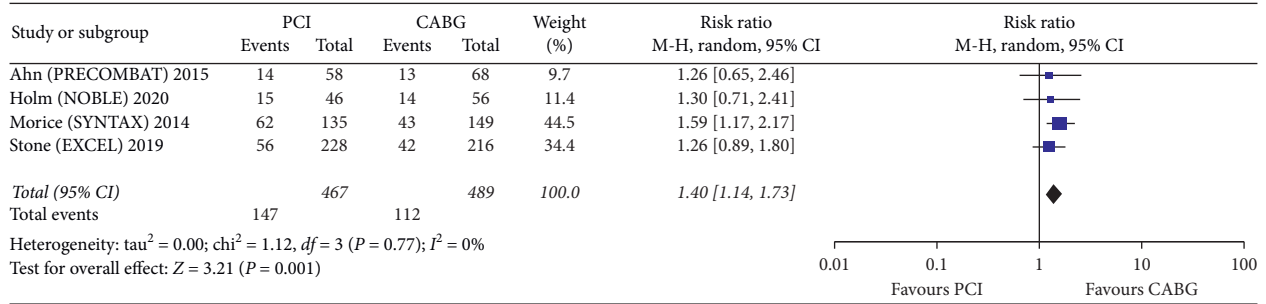 Study or subgroup PCI CABG Weight Risk ratio Risk ratio
Events Total Events Total (%) M-H, random, 95% CI M-H, random, 95% CI
Ahn (PRECOMBAT) 2015 14 58 13 68 9.7 1.26 [0.65, 2.46]
Holm (NOBLE) 2020 15 46 14 56 11.4 1.30 [0.71, 2.41]
Morice (SYNTAX) 2014 62 135 43 149 44.5 1.59 [1.17, 2.17]
Stone (EXCEL) 2019 56 228 42 216 34.4 1.26 [0.89, 1.80]
Total (95% CI) 467 489 100.0 1.40 [1.14, 1.73]
Total events 147 112
Heterogeneity: tau² = 0.00; chi² = 1.12, df = 3 (P = 0.77); I² = 0%
Test for overall effect: Z = 3.21 (P = 0.001)
0.01 0.1 1 10 100
Favours PCI Favours CABG